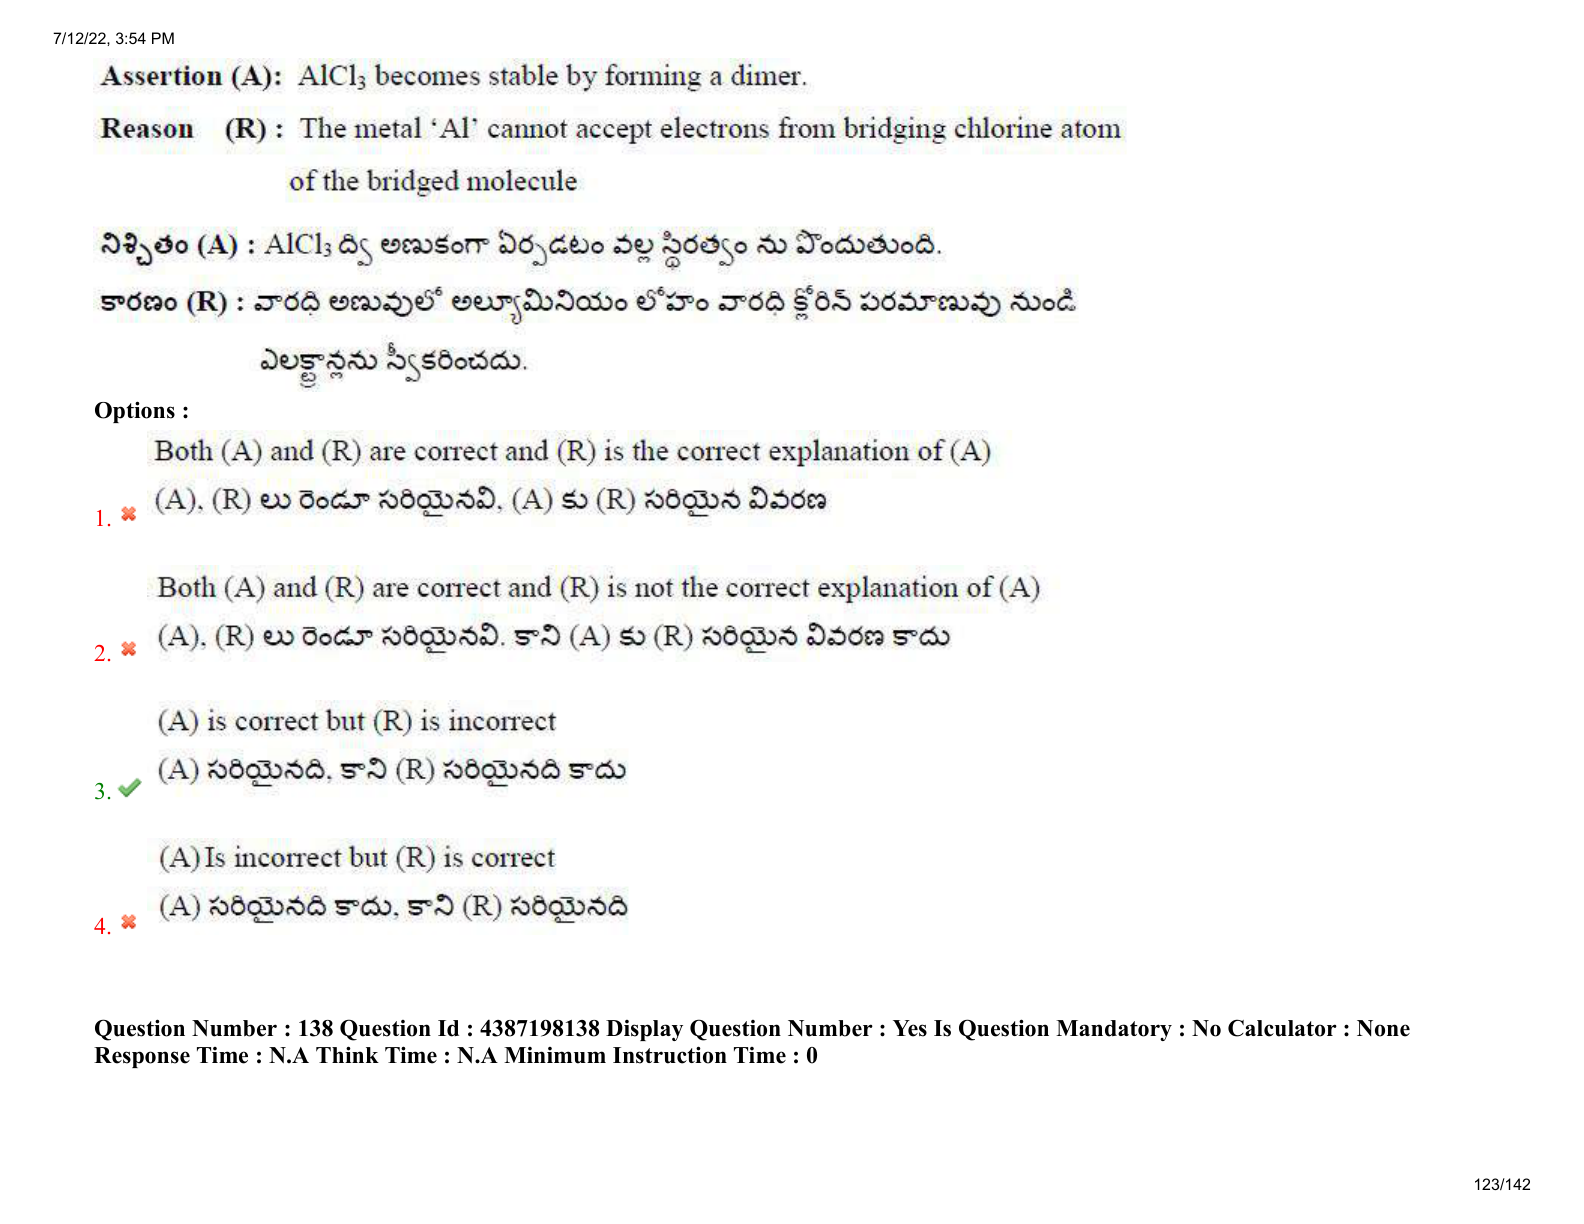 7/12/22, 3:54 PM
Assertion (A): AlCl3 becomes stable by forming a dimer.
Reason (R) : The metal ‘Al’ cannot accept electrons from bridging chlorine atom
of the bridged molecule
నిశ్చితం (A) : AlCl3 ద్వి అణుకంగా ఏర్పడటం వల్ల స్థిరత్వం ను పొందుతుంది.
కారణం (R) : వారధి అణువులో అల్యూమినియం లోహం వారధి క్లోరిన్ పరమాణువు నుండి
ఎలక్ట్రాన్లను స్వీకరించదు.
Options :
Both (A) and (R) are correct and (R) is the correct explanation of (A)
(A), (R) లు రెండూ సరియైనవి, (A) కు (R) సరియైన వివరణ
1.
Both (A) and (R) are correct and (R) is not the correct explanation of (A)
(A), (R) లు రెండూ సరియైనవి. కాని (A) కు (R) సరియైన వివరణ కాదు
2.
(A) is correct but (R) is incorrect
(A) సరియైనది, కాని (R) సరియైనది కాదు
3.
(A) Is incorrect but (R) is correct
(A) సరియైనది కాదు, కాని (R) సరియైనది
4.
Question Number : 138 Question Id : 4387198138 Display Question Number : Yes Is Question Mandatory : No Calculator : None
Response Time : N.A Think Time : N.A Minimum Instruction Time : 0
123/142